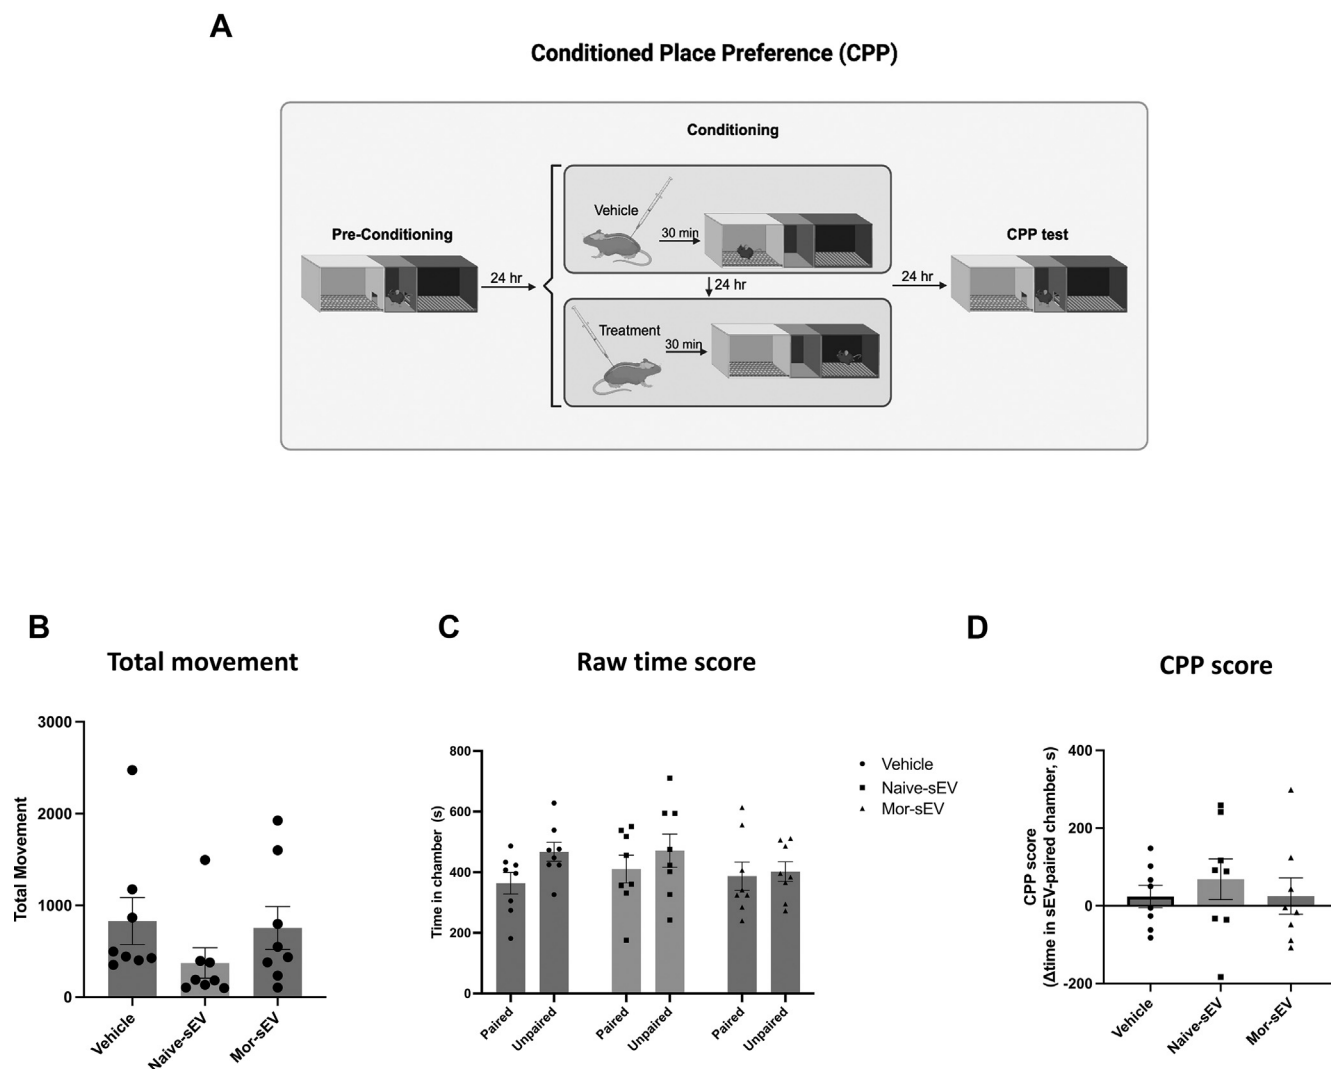 A
Conditioned Place Preference (CPP)
Conditioning
Vehicle
30 min
Pre-Conditioning
CPP test
24 hr
24 hr
24 hr
Treatment
30 min
B
C
D
Total movement
Raw time score
CPP score
Total Movement
3000
2000
1000
0
Vehicle
Naive-sEV
Mor-sEV
Time in chamber (s)
800
600
400
200
0
Paired
Unpaired
Paired
Unpaired
Paired
Unpaired
Vehicle
Naive-sEV
Mor-sEV
CPP score
(Δtime in sEV-paired chamber, s)
400
200
0
-200
Vehicle
Naive-sEV
Mor-sEV